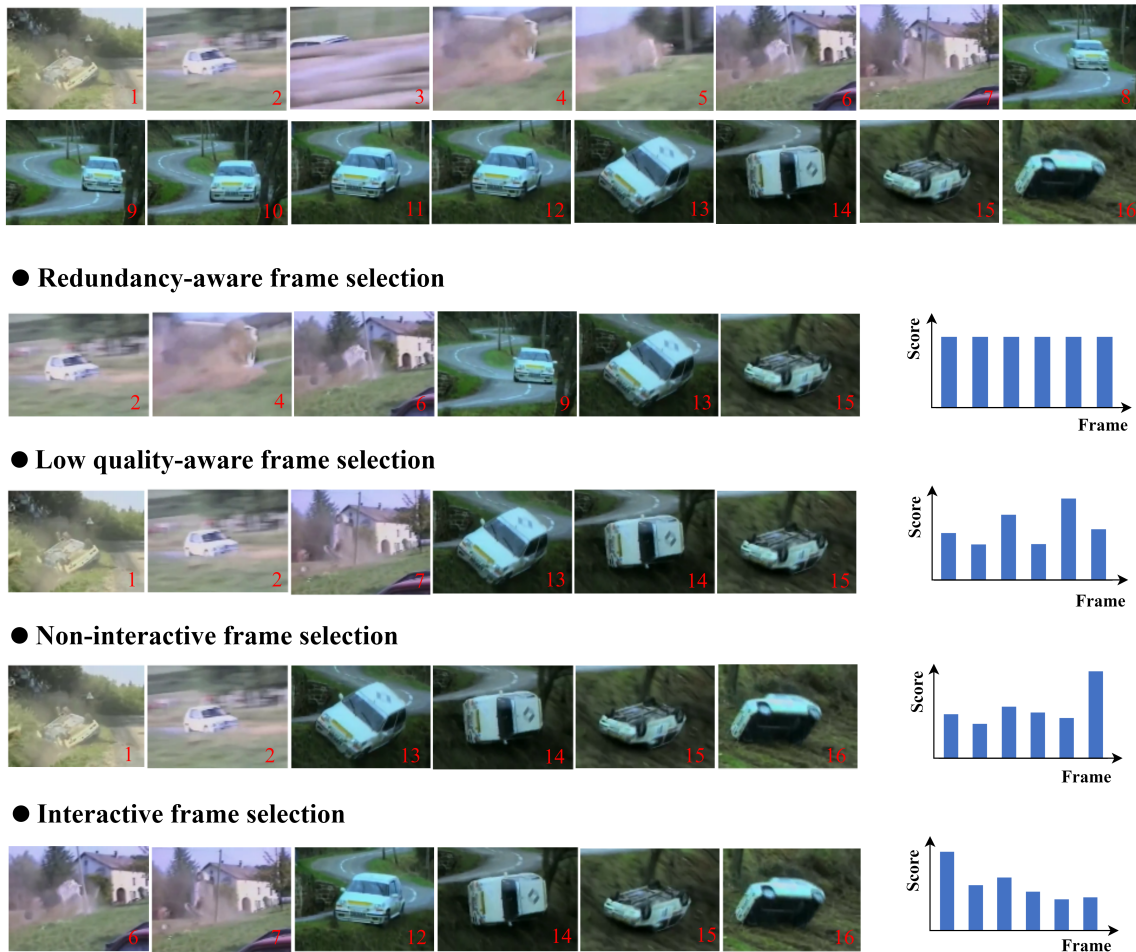 1 2 3 4 5 6 7 8
9 10 11 12 13 14 15 16
● Redundancy-aware frame selection
2 4 6 9 13 15
Score
Frame
● Low quality-aware frame selection
1 2 7 13 14 15
Score
Frame
● Non-interactive frame selection
1 2 13 14 15 16
Score
Frame
● Interactive frame selection
6 7 12 14 15 16
Score
Frame